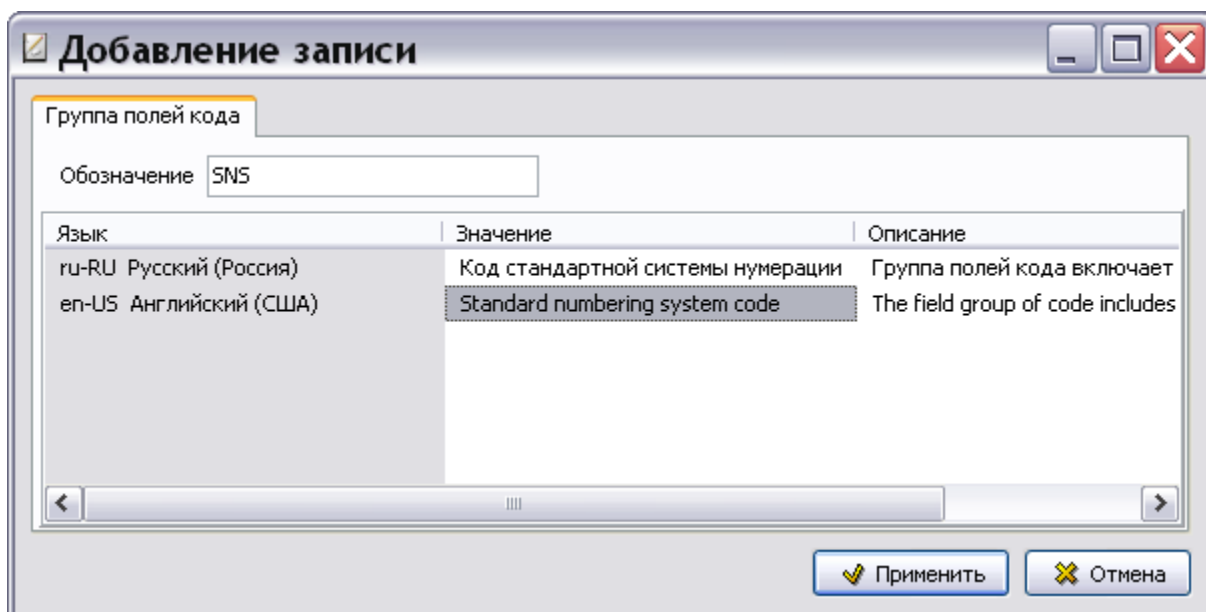 Добавление записи
Группа полей кода
Обозначение SNS
Язык Значение Описание
ru-RU Русский (Россия) Код стандартной системы нумерации Группа полей кода включает
en-US Английский (США) Standard numbering system code The field group of code includes
Применить Отмена